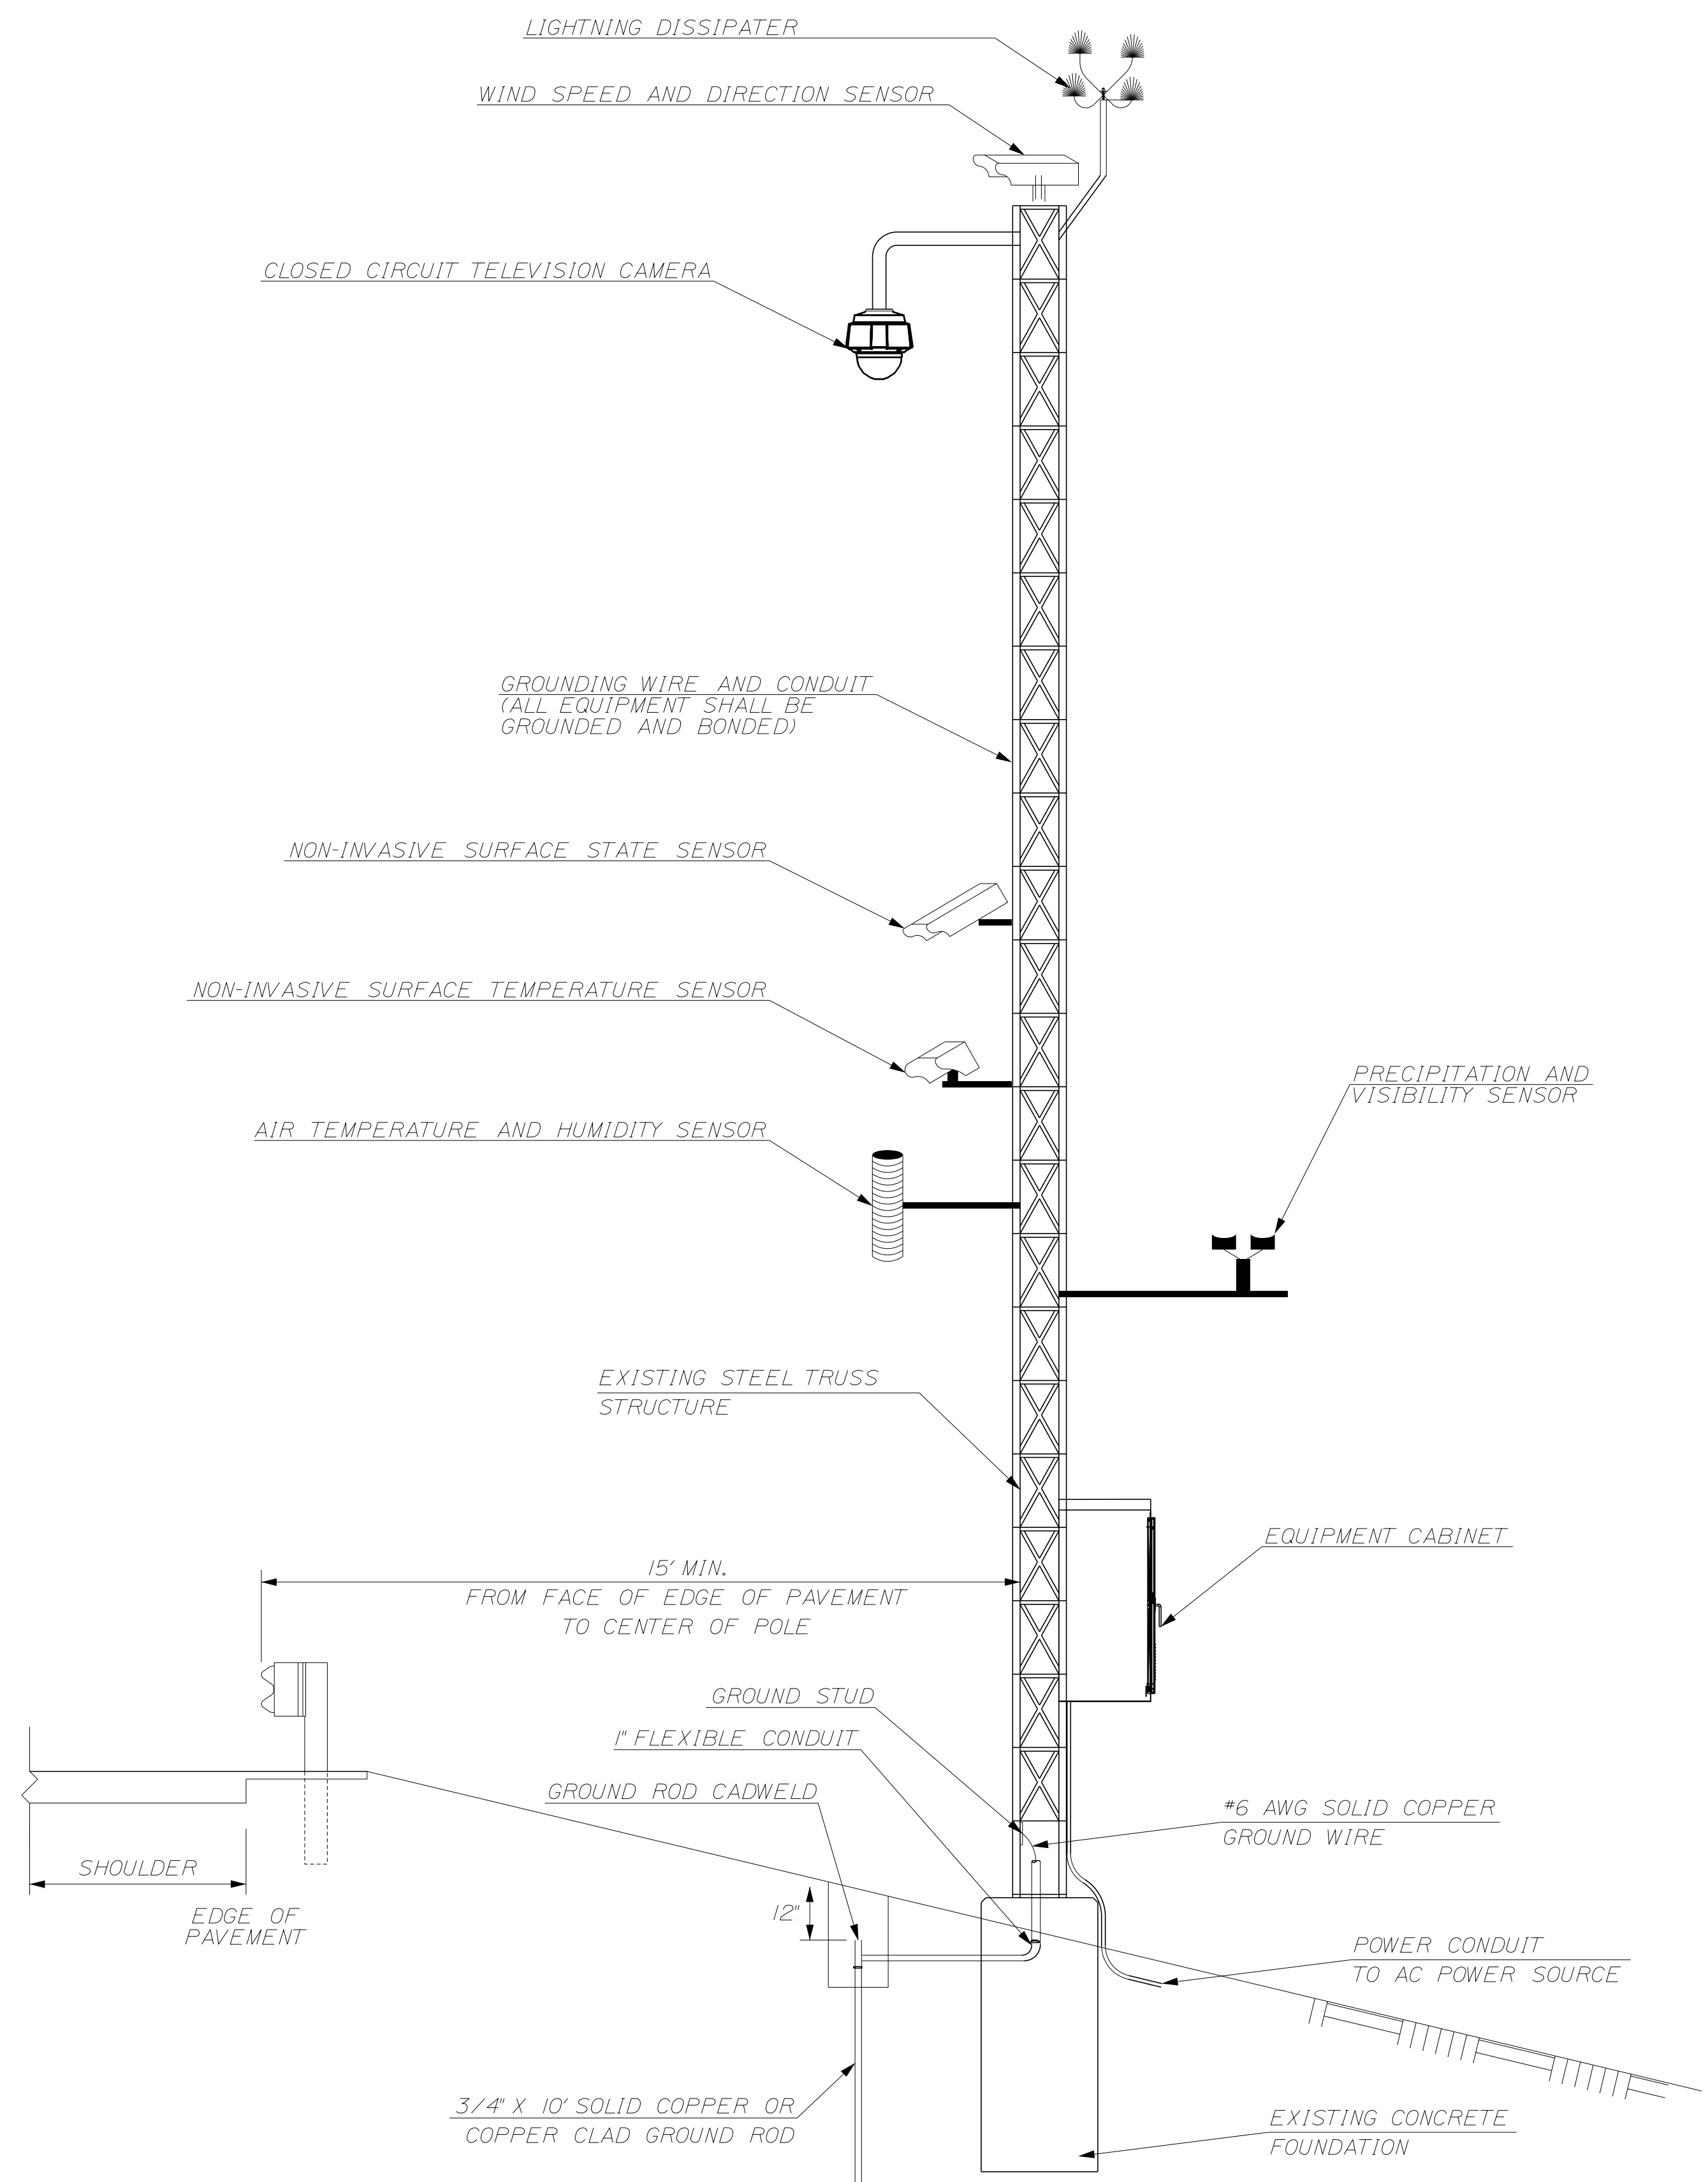 LIGHTNING DISSIPATER
WIND SPEED AND DIRECTION SENSOR
CLOSED CIRCUIT TELEVISION CAMERA
GROUNDING WIRE AND CONDUIT
(ALL EQUIPMENT SHALL BE
GROUNDED AND BONDED)
NON-INVASIVE SURFACE STATE SENSOR
NON-INVASIVE SURFACE TEMPERATURE SENSOR
PRECIPITATION AND
VISIBILITY SENSOR
AIR TEMPERATURE AND HUMIDITY SENSOR
EXISTING STEEL TRUSS
STRUCTURE
EQUIPMENT CABINET
15' MIN.
FROM FACE OF EDGE OF PAVEMENT
TO CENTER OF POLE
GROUND STUD
1" FLEXIBLE CONDUIT
GROUND ROD CADWELD
#6 AWG SOLID COPPER
GROUND WIRE
SHOULDER
EDGE OF
PAVEMENT
12"
POWER CONDUIT
TO AC POWER SOURCE
3/4" X 10' SOLID COPPER OR
COPPER CLAD GROUND ROD
EXISTING CONCRETE
FOUNDATION